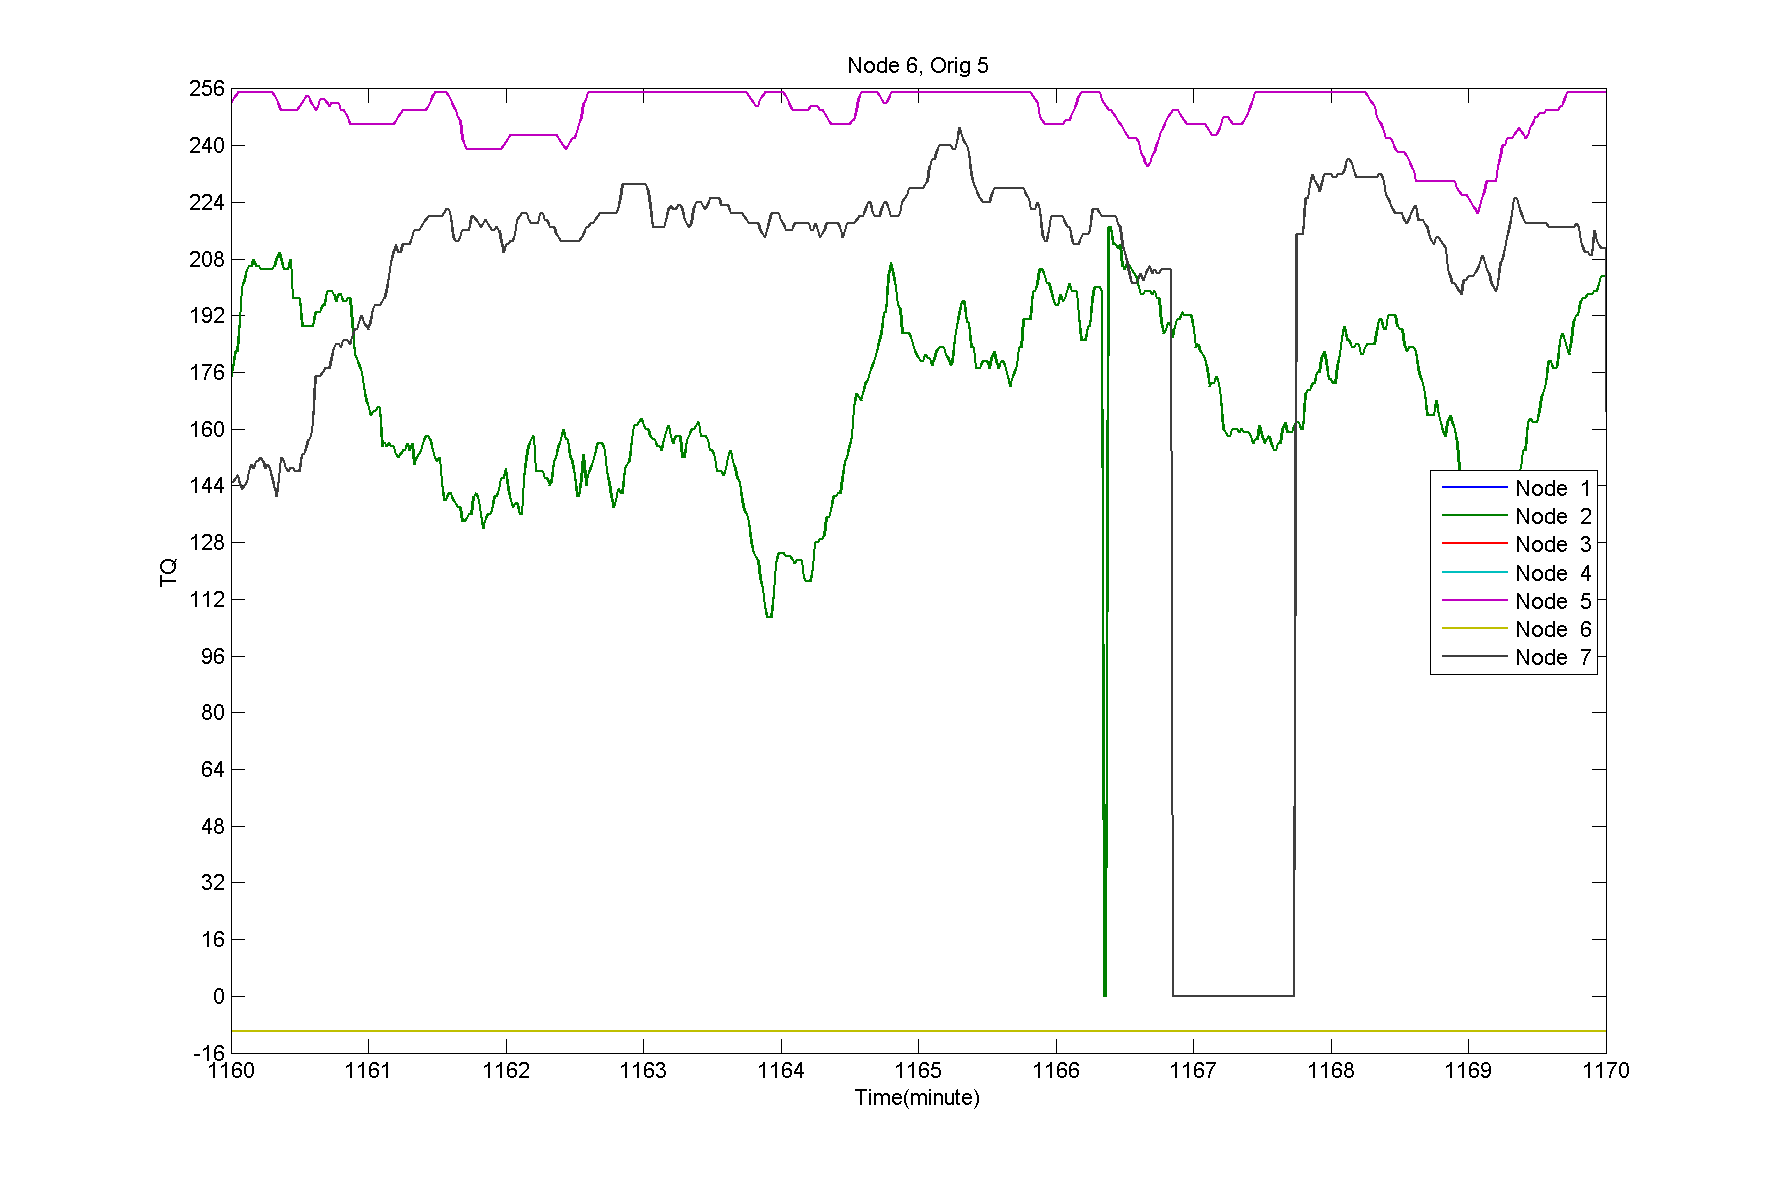 Node 6, Orig 5
256
240
224
208
192
176
160
144
128
112
96
80
64
48
32
16
0
-16
TQ
Node 1
Node 2
Node 3
Node 4
Node 5
Node 6
Node 7
1160 1161 1162 1163 1164 1165 1166 1167 1168 1169 1170
Time(minute)